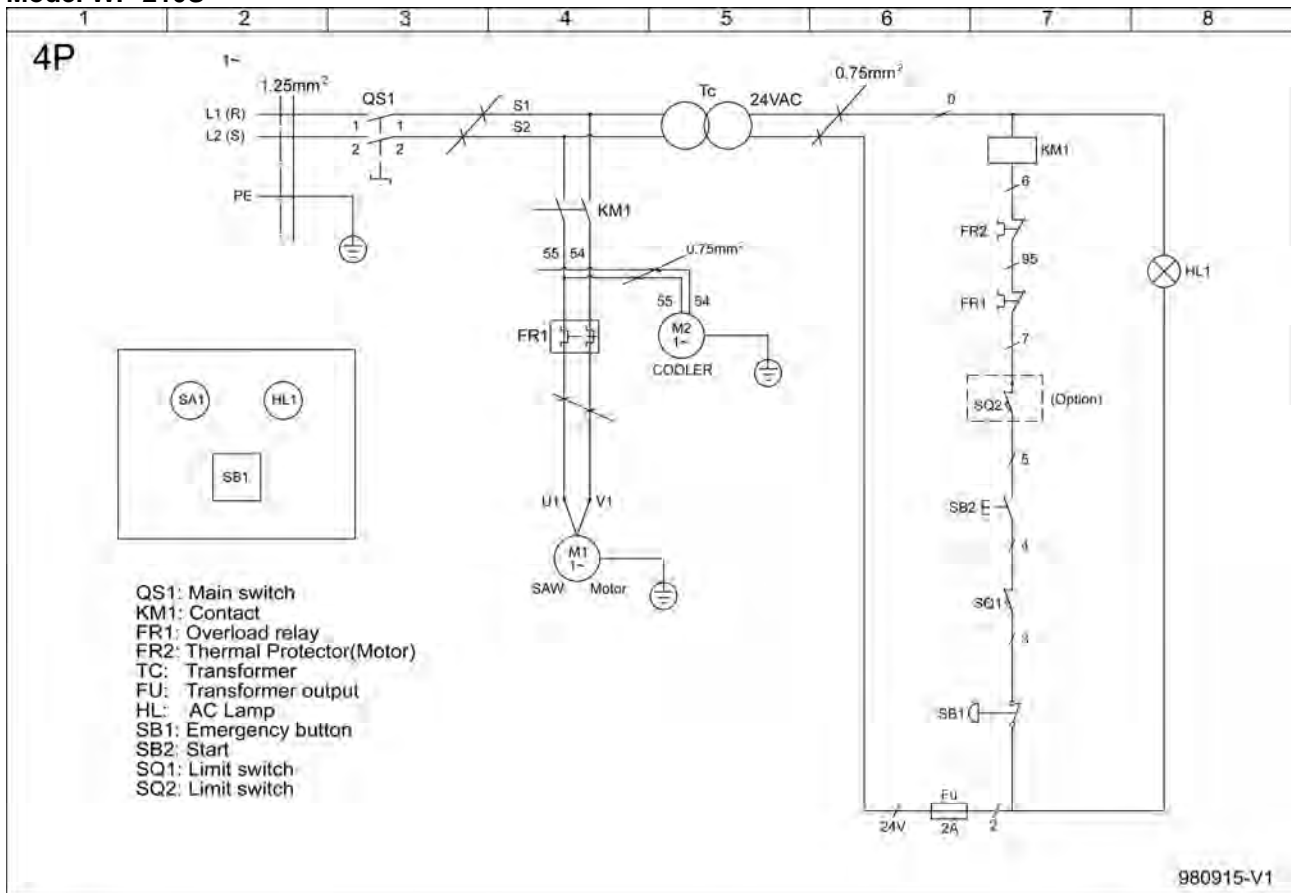 1 2 3 4 5 6 7 8
4P
1~
1.25mm²
L1 (R)
L2 (S)
PE
QS1
1 1
2 2
S1
S2
Tc
24VAC
0.75mm²
0
KM1
6
FR2
95
FR1
7
SQ2
(Option)
5
SB2
4
SQ1
3
SB1
HL1
KM1
55 54
0.75mm²
55 54
M2
1~
COOLER
FR1
U1 V1
M1
1~
SAW Motor
SA1
HL1
SB1
QS1: Main switch
KM1: Contact
FR1: Overload relay
FR2: Thermal Protector(Motor)
TC: Transformer
FU: Transformer output
HL: AC Lamp
SB1: Emergency button
SB2: Start
SQ1: Limit switch
SQ2: Limit switch
24V
Fu
2A
2
980915-V1